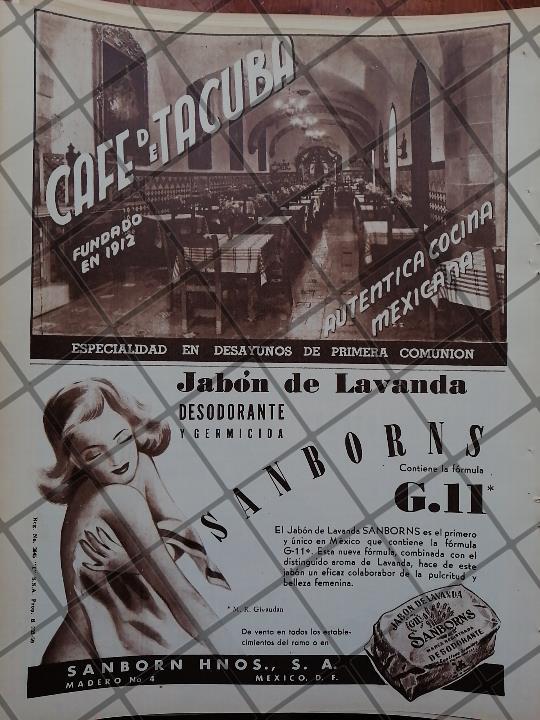 CAFE DE TACUBA
FUNDADO
EN 1912
AUTENTICA COCINA
MEXICANA
ESPECIALIDAD EN DESAYUNOS DE PRIMERA COMUNION
Jabón de Lavanda
DESODORANTE
Y GERMICIDA
SANBORNS
Contiene la fórmula
G.11*
El Jabón de Lavanda SANBORNS es el primero
y único en México que contiene la fórmula
G-11*. Esta nueva fórmula, combinada con el
distinguido aroma de Lavanda, hace de este
jabón un eficaz colaborador de la pulcritud y
belleza femenina.
* M. R. Givaudan
De venta en todos los estable-
cimientos del ramo o en
JABON DE LAVANDA
SANBORNS
DESODORANTE
SANBORN HNOS., S. A.
MADERO No 4 MEXICO, D. F.